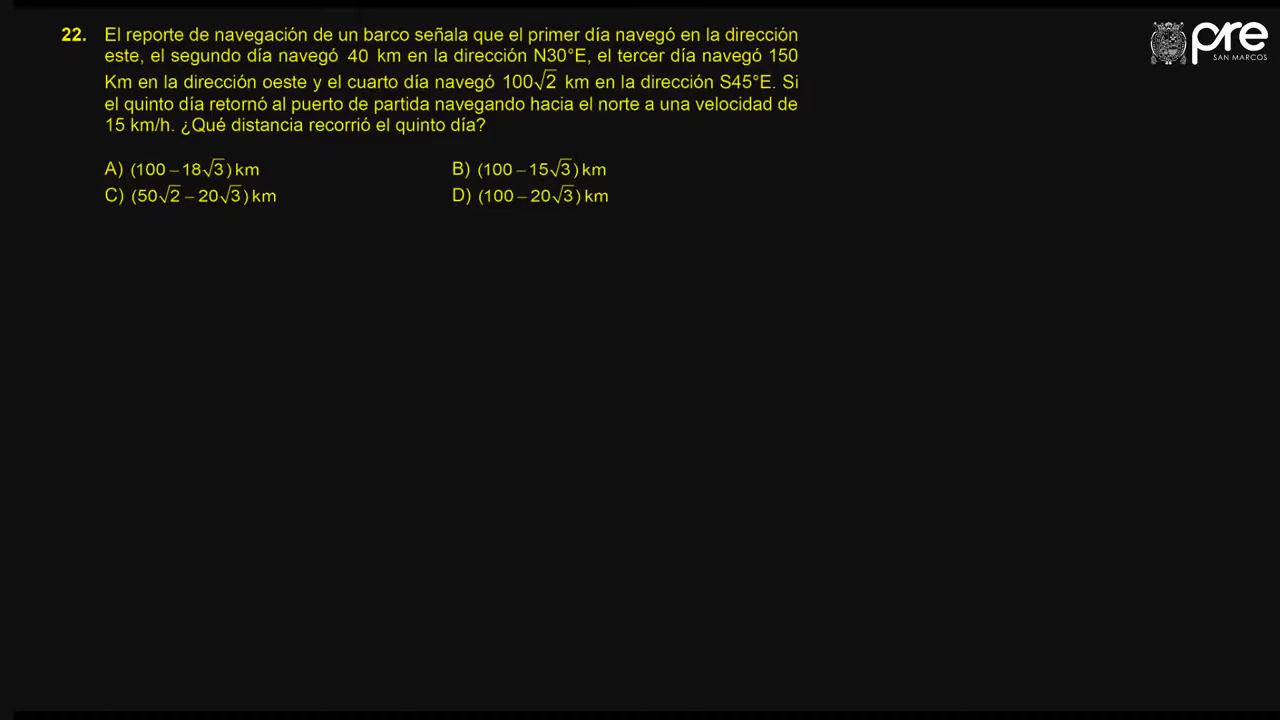 22. El reporte de navegación de un barco señala que el primer día navegó en la dirección
este, el segundo día navegó 40 km en la dirección N30°E, el tercer día navegó 150
Km en la dirección oeste y el cuarto día navegó 100√2 km en la dirección S45°E. Si
el quinto día retornó al puerto de partida navegando hacia el norte a una velocidad de
15 km/h. ¿Qué distancia recorrió el quinto día?
A) (100 – 18√3) km B) (100 – 15√3) km
C) (50√2 – 20√3) km D) (100 – 20√3) km
pre
SAN MARCOS